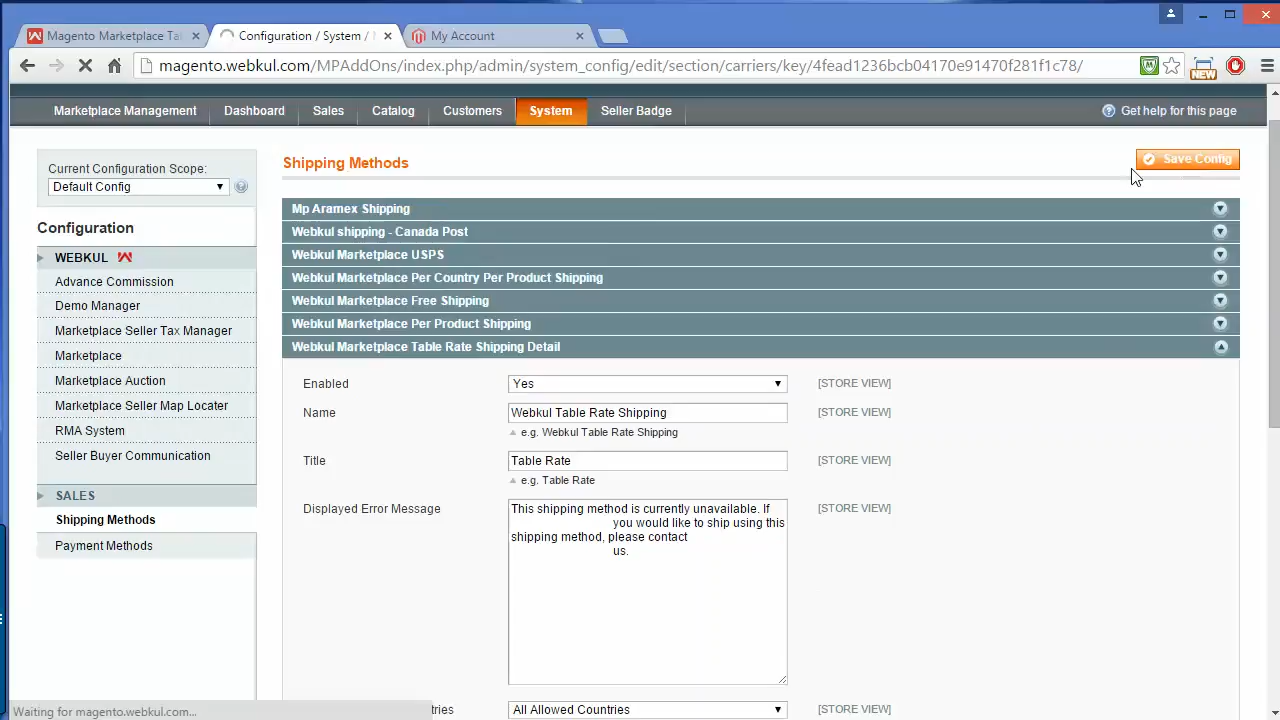 Magento Marketplace Ta
Configuration / System /
My Account
magento.webkul.com/MPAddOns/index.php/admin/system_config/edit/section/carriers/key/4fead1236bcb04170e91470f281f1c78/
NEW
Marketplace Management
Dashboard
Sales
Catalog
Customers
System
Seller Badge
Get help for this page
Current Configuration Scope:
Default Config
Configuration
WEBKUL
Advance Commission
Demo Manager
Marketplace Seller Tax Manager
Marketplace
Marketplace Auction
Marketplace Seller Map Locater
RMA System
Seller Buyer Communication
SALES
Shipping Methods
Payment Methods
Shipping Methods
Save Config
Mp Aramex Shipping
Webkul shipping - Canada Post
Webkul Marketplace USPS
Webkul Marketplace Per Country Per Product Shipping
Webkul Marketplace Free Shipping
Webkul Marketplace Per Product Shipping
Webkul Marketplace Table Rate Shipping Detail
Enabled
Yes
[STORE VIEW]
Name
Webkul Table Rate Shipping
[STORE VIEW]
e.g. Webkul Table Rate Shipping
Title
Table Rate
[STORE VIEW]
e.g. Table Rate
Displayed Error Message
This shipping method is currently unavailable. If
you would like to ship using this
shipping method, please contact
us.
[STORE VIEW]
tries
All Allowed Countries
[STORE VIEW]
Waiting for magento.webkul.com...